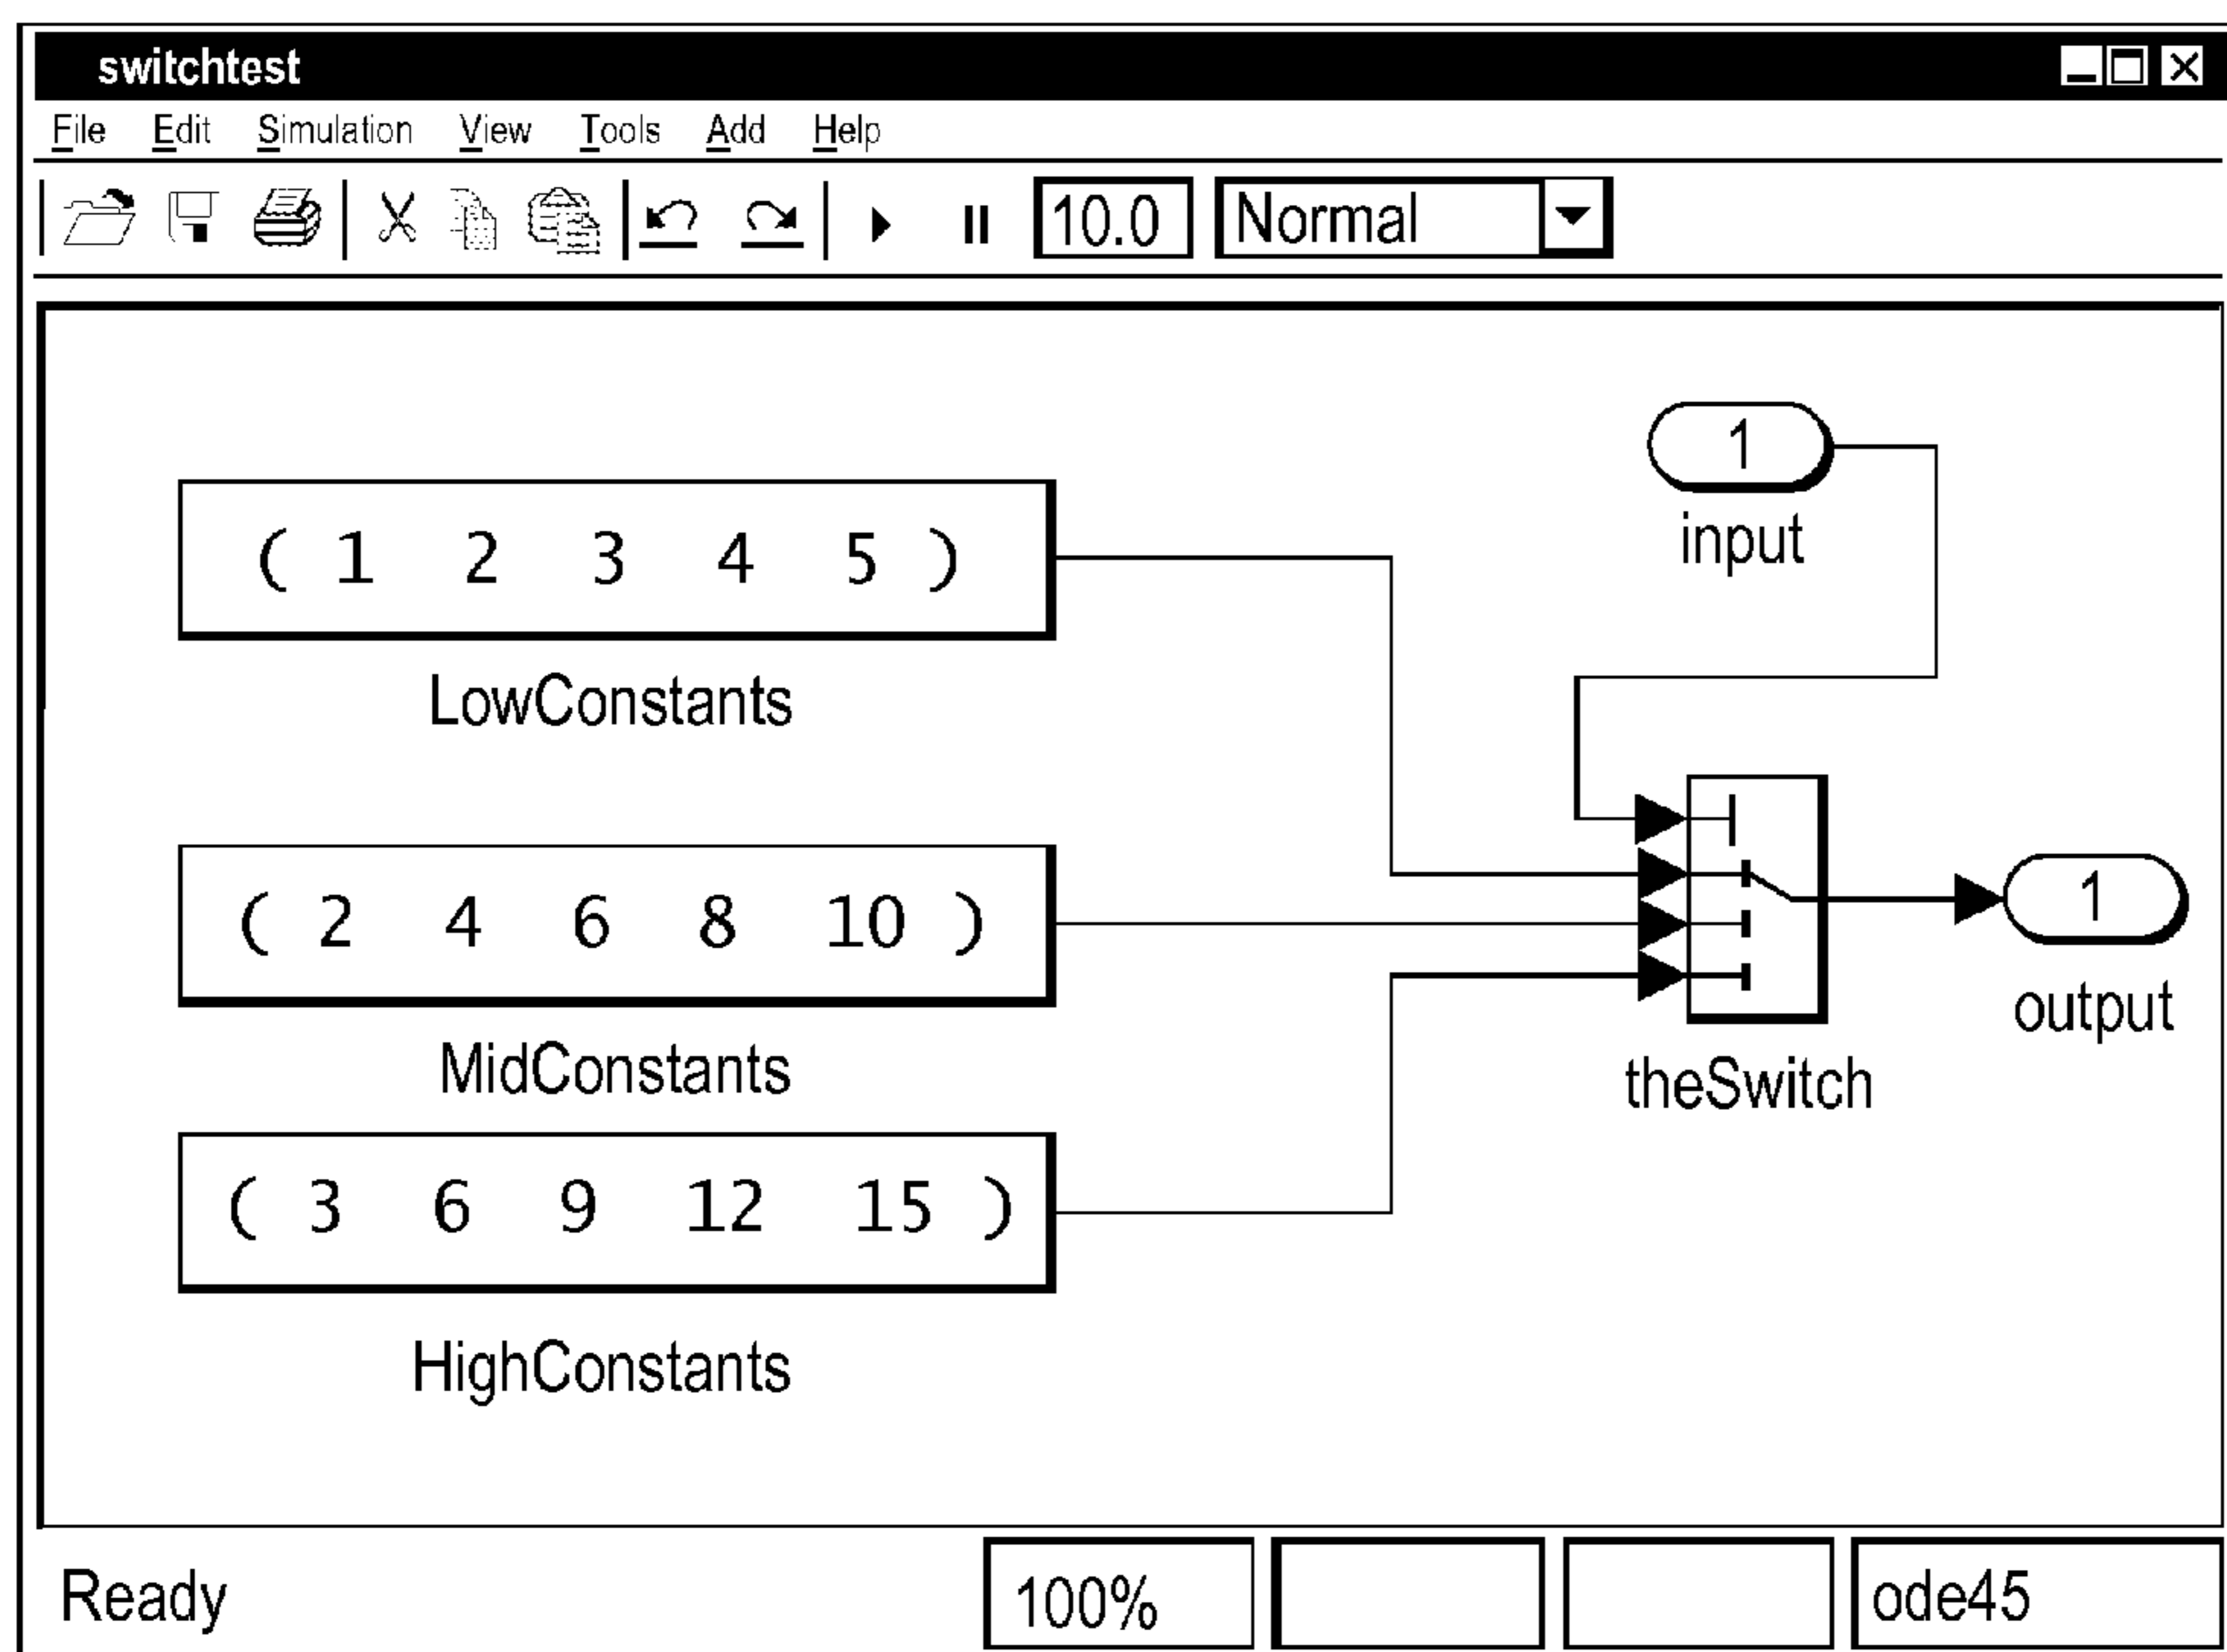 switchtest
File Edit Simulation View Tools Add Help
10.0 Normal
1
input
( 1 2 3 4 5 )
LowConstants
( 2 4 6 8 10 )
MidConstants
1
output
theSwitch
( 3 6 9 12 15 )
HighConstants
Ready 100% ode45